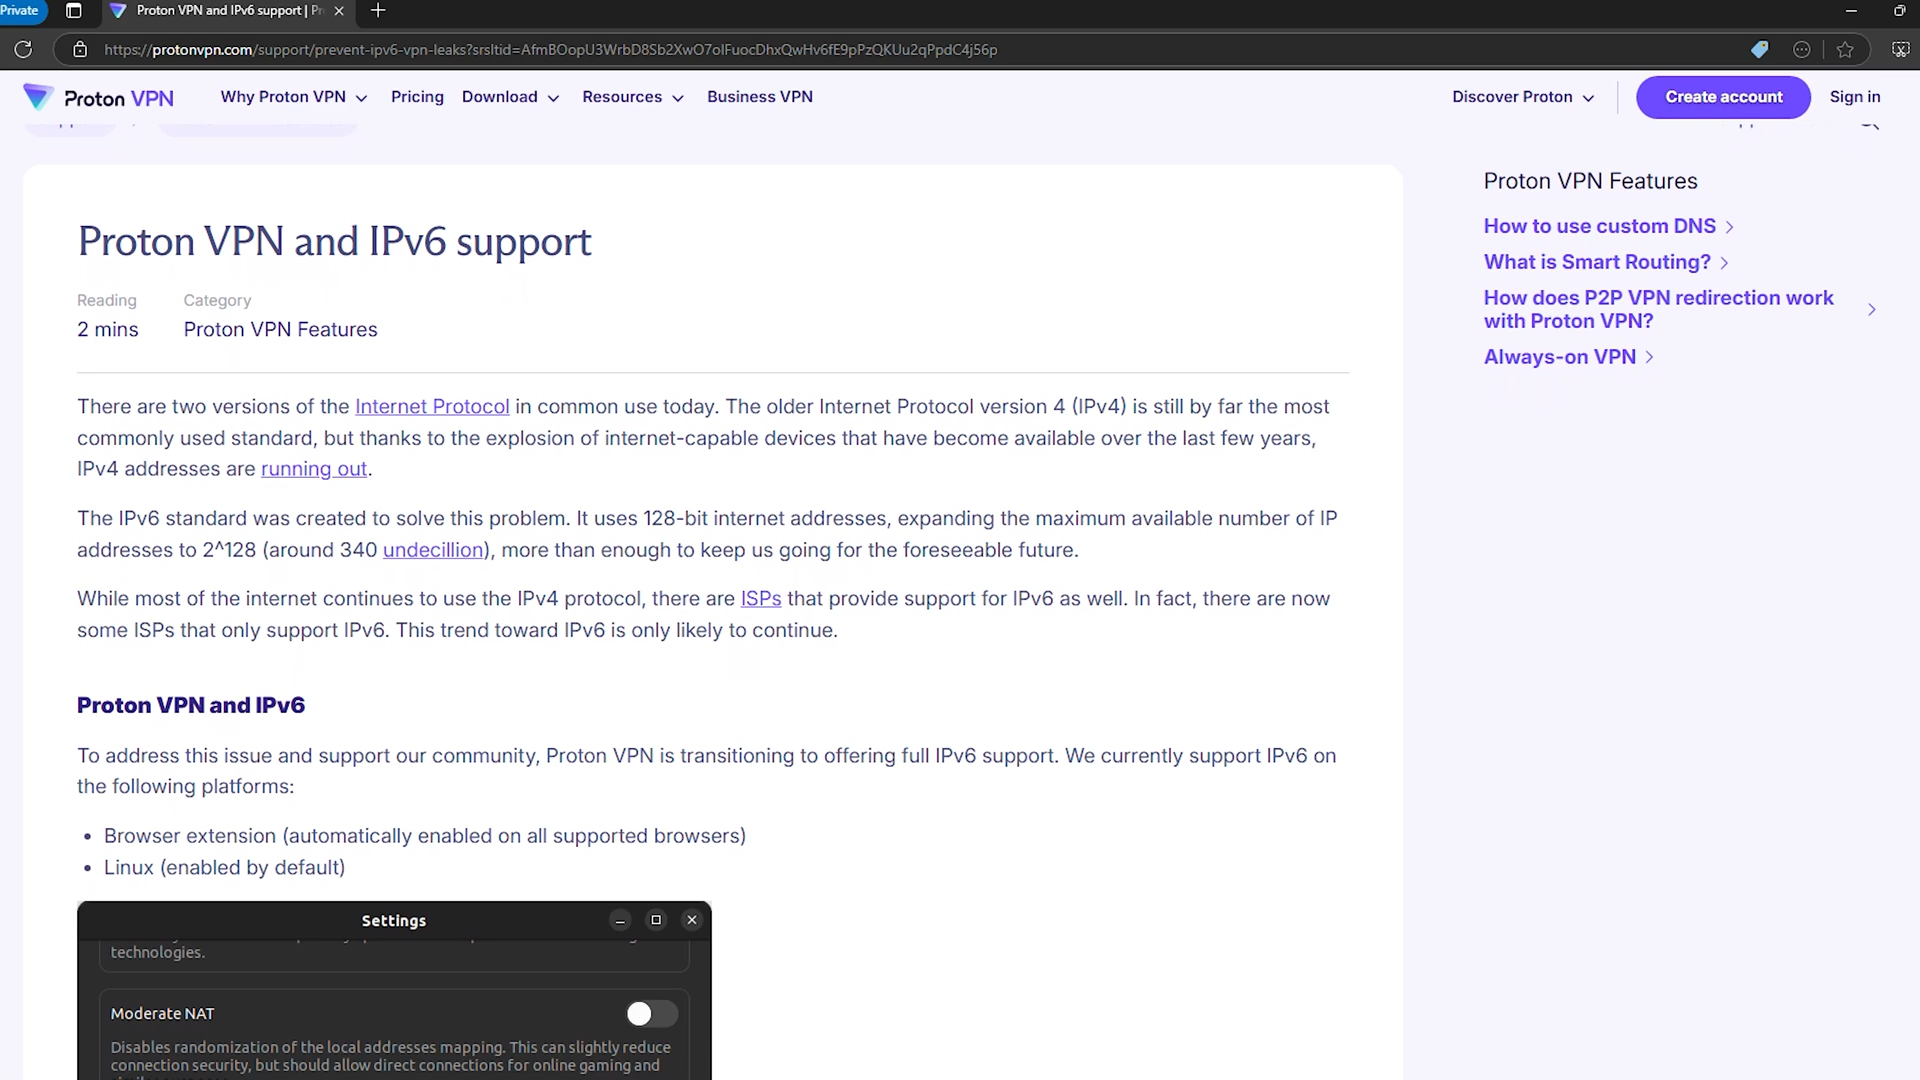 Private
Proton VPN and IPv6 support | Pr
https://protonvpn.com/support/prevent-ipv6-vpn-leaks?srsltid=AfmBOopU3WrbD8Sb2XwO7olFuocDhxQwHv6fE9pPzQKUu2qPpdC4j56p
Proton VPN
Why Proton VPN
Pricing
Download
Resources
Business VPN
Discover Proton
Create account
Sign in
Proton VPN and IPv6 support
Reading
Category
2 mins
Proton VPN Features
There are two versions of the Internet Protocol in common use today. The older Internet Protocol version 4 (IPv4) is still by far the most
commonly used standard, but thanks to the explosion of internet-capable devices that have become available over the last few years,
IPv4 addresses are running out.
The IPv6 standard was created to solve this problem. It uses 128-bit internet addresses, expanding the maximum available number of IP
addresses to 2^128 (around 340 undecillion), more than enough to keep us going for the foreseeable future.
While most of the internet continues to use the IPv4 protocol, there are ISPs that provide support for IPv6 as well. In fact, there are now
some ISPs that only support IPv6. This trend toward IPv6 is only likely to continue.
Proton VPN and IPv6
To address this issue and support our community, Proton VPN is transitioning to offering full IPv6 support. We currently support IPv6 on
the following platforms:
• Browser extension (automatically enabled on all supported browsers)
• Linux (enabled by default)
Settings
technologies.
Moderate NAT
Disables randomization of the local addresses mapping. This can slightly reduce
connection security, but should allow direct connections for online gaming and
Proton VPN Features
How to use custom DNS
What is Smart Routing?
How does P2P VPN redirection work
with Proton VPN?
Always-on VPN